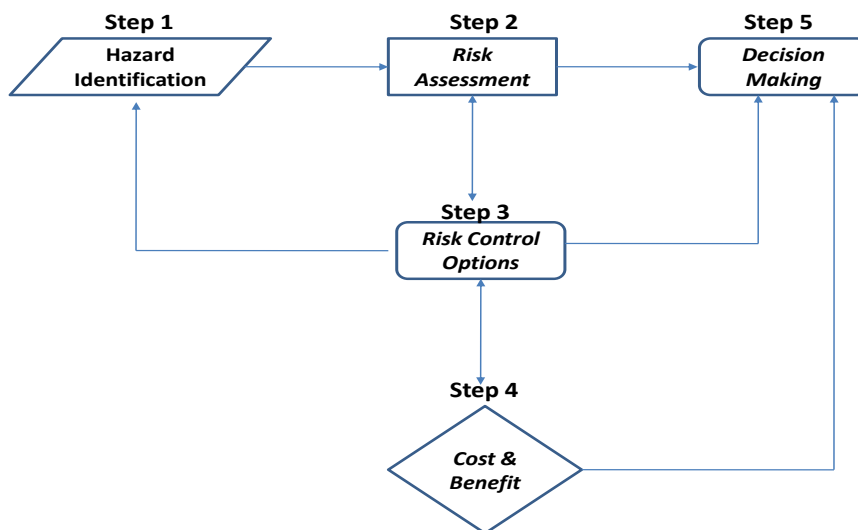 Step 1
Hazard
Identification
Step 2
Risk
Assessment
Step 5
Decision
Making
Step 3
Risk Control
Options
Step 4
Cost &
Benefit